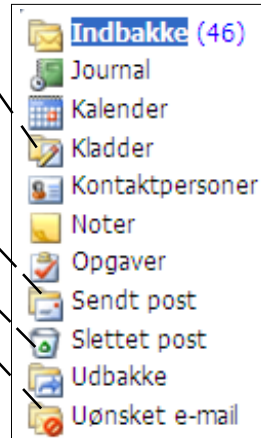 Indbakke (46)
Journal
Kalender
Kladder
Kontaktpersoner
Noter
Opgaver
Sendt post
Slettet post
Udbakke
Uønsket e-mail